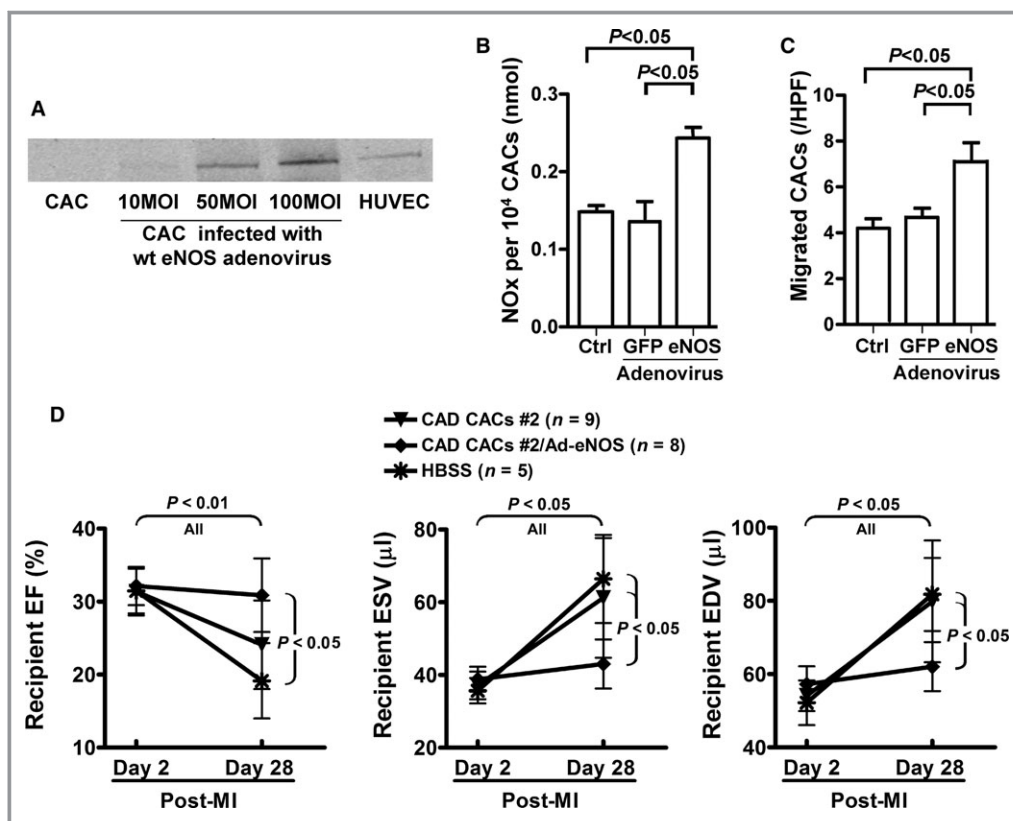 A
CAC 10MOI 50MOI 100MOI HUVEC
CAC infected with
wt eNOS adenovirus
B
P<0.05
P<0.05
NOx per 10⁴ CACs (nmol)
0.3
0.2
0.1
0.0
Ctrl GFP eNOS
Adenovirus
C
P<0.05
P<0.05
Migrated CACs (/HPF)
10
8
6
4
2
0
Ctrl GFP eNOS
Adenovirus
D
CAD CACs #2 (n = 9)
CAD CACs #2/Ad-eNOS (n = 8)
HBSS (n = 5)
P < 0.01
All
Recipient EF (%)
40
30
20
10
P < 0.05
Day 2 Day 28
Post-MI
P < 0.05
All
Recipient ESV (µl)
80
60
40
20
P < 0.05
Day 2 Day 28
Post-MI
P < 0.05
All
Recipient EDV (µl)
100
80
60
40
P < 0.05
Day 2 Day 28
Post-MI